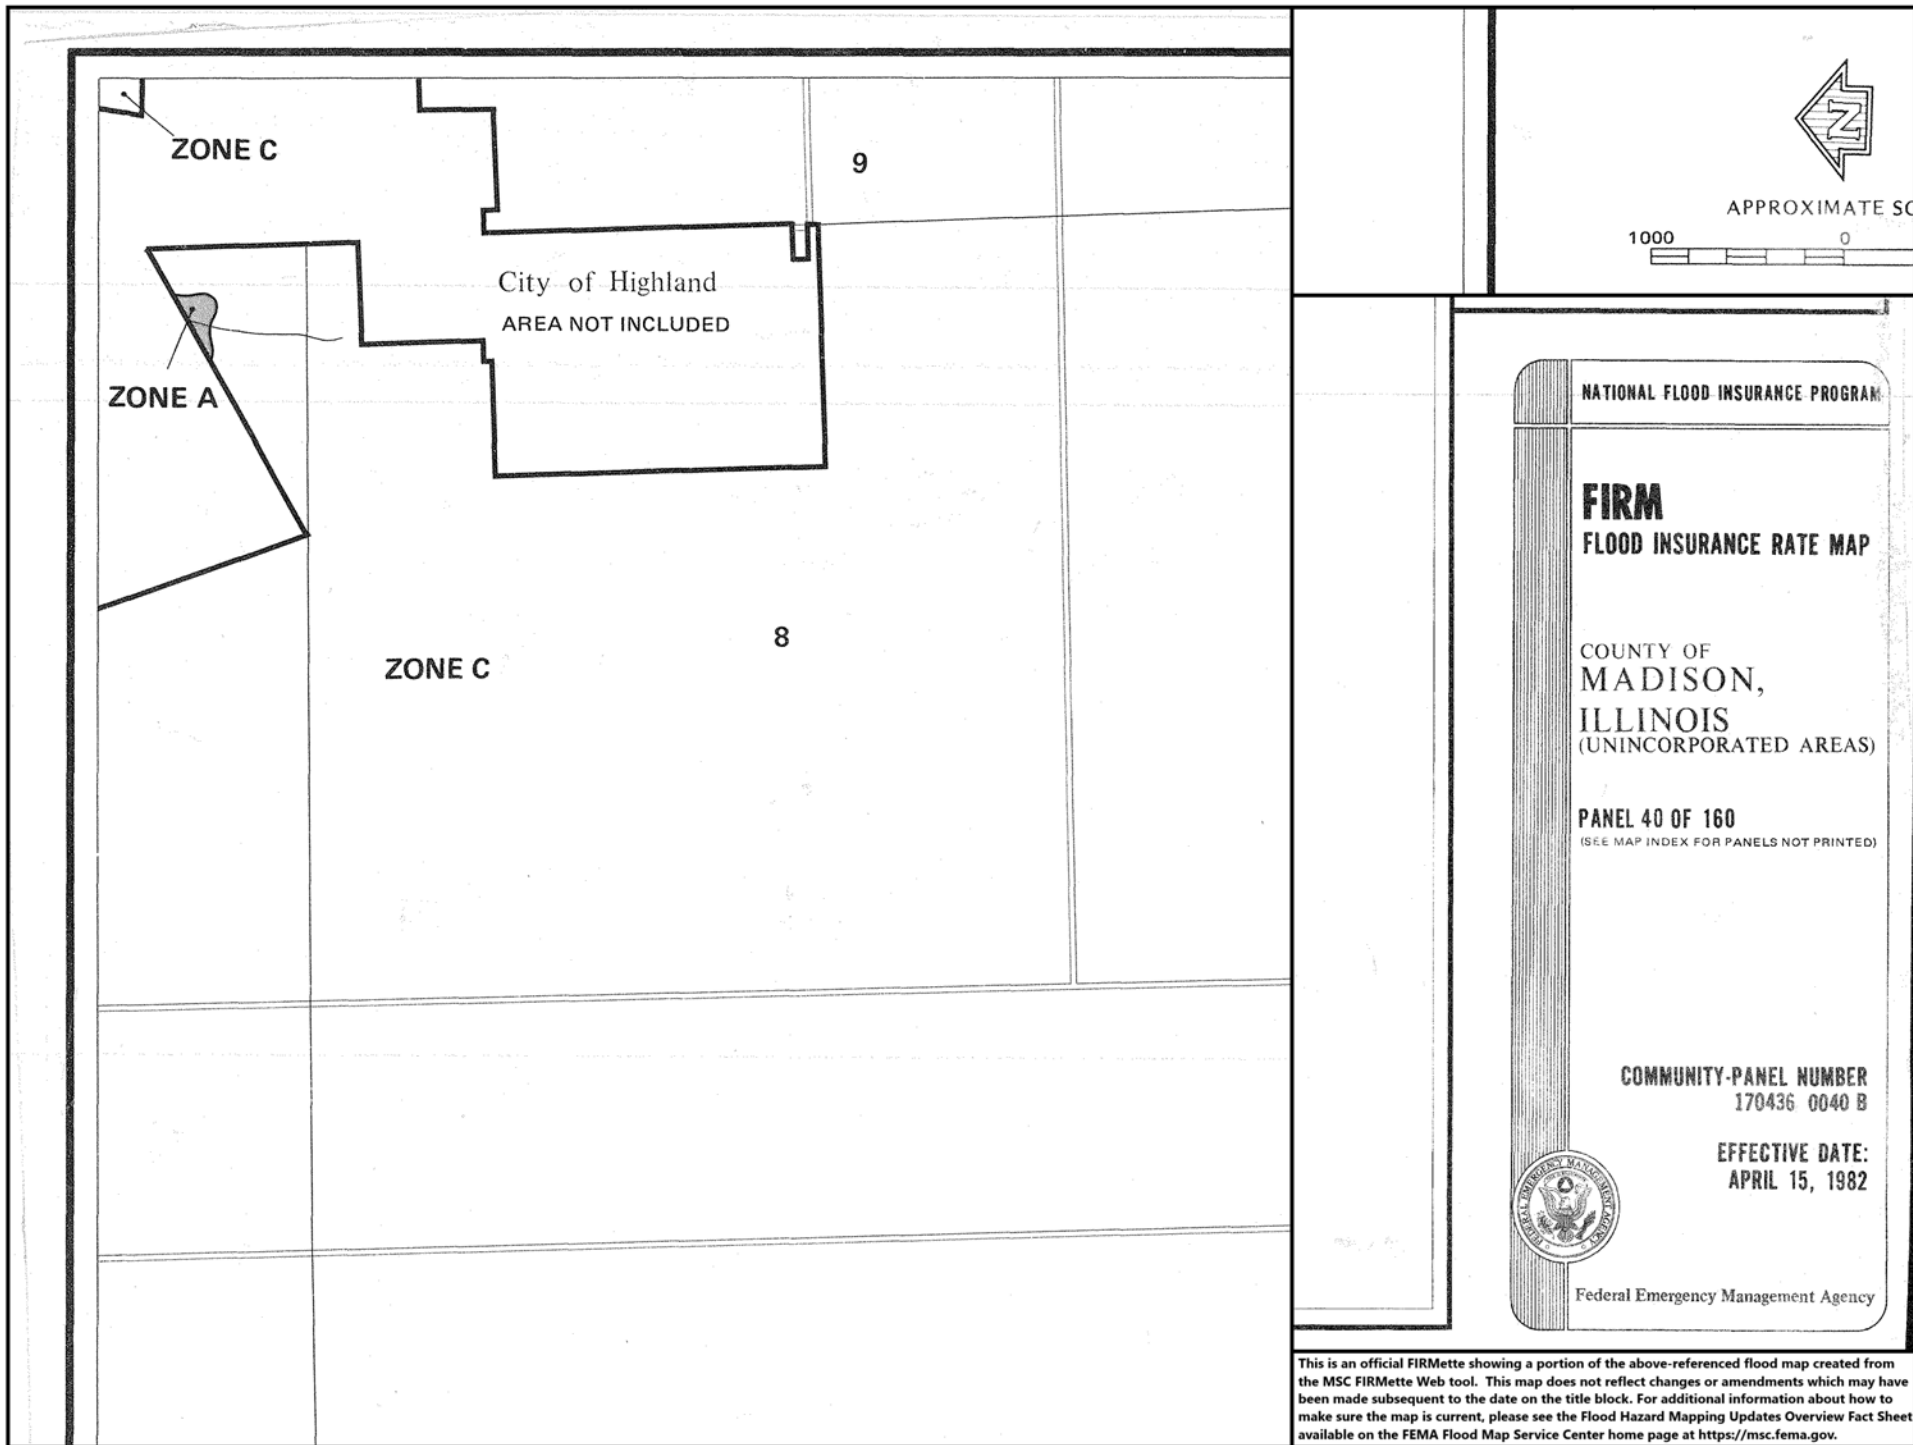 ZONE C
9
City of Highland
AREA NOT INCLUDED
ZONE A
ZONE C
8
N
APPROXIMATE SC
1000 0
NATIONAL FLOOD INSURANCE PROGRAM
FIRM
FLOOD INSURANCE RATE MAP
COUNTY OF
MADISON,
ILLINOIS
(UNINCORPORATED AREAS)
PANEL 40 OF 160
(SEE MAP INDEX FOR PANELS NOT PRINTED)
COMMUNITY-PANEL NUMBER
170436 0040 B
EFFECTIVE DATE:
APRIL 15, 1982
FEDERAL EMERGENCY MANAGEMENT AGENCY
Federal Emergency Management Agency
This is an official FIRMette showing a portion of the above-referenced flood map created from
the MSC FIRMette Web tool. This map does not reflect changes or amendments which may have
been made subsequent to the date on the title block. For additional information about how to
make sure the map is current, please see the Flood Hazard Mapping Updates Overview Fact Sheet
available on the FEMA Flood Map Service Center home page at https://msc.fema.gov.